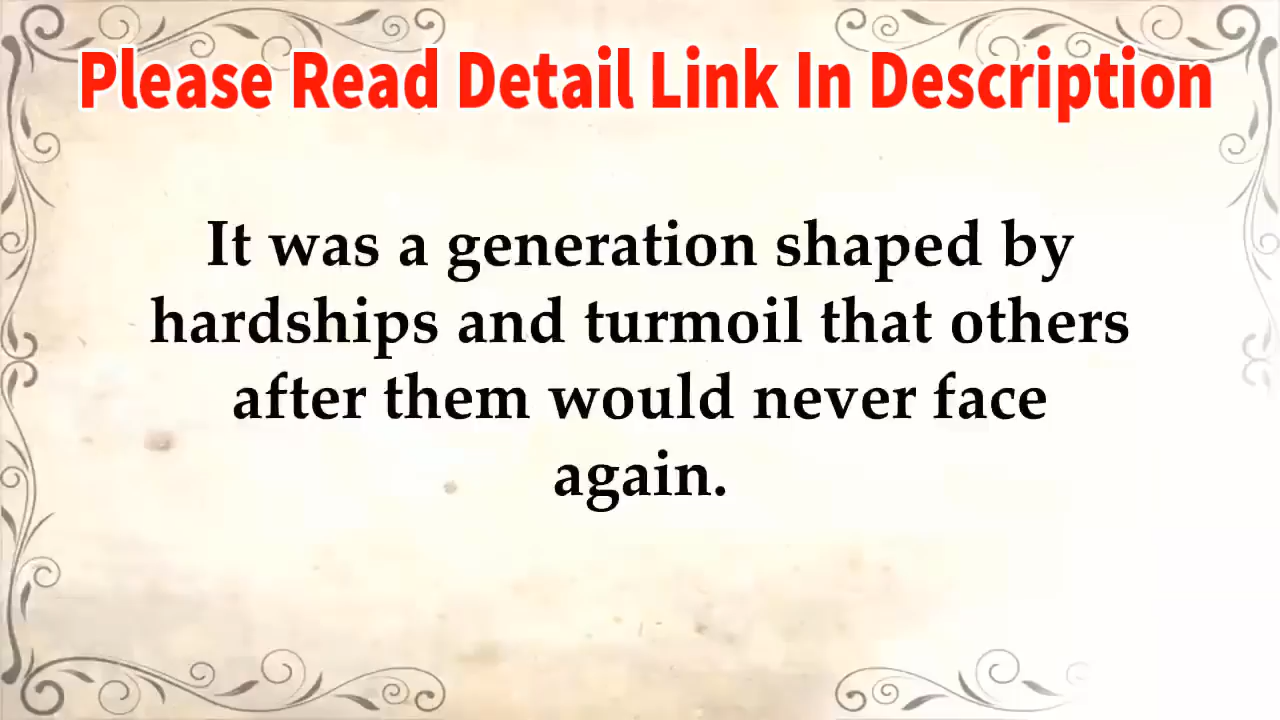 Please Read Detail Link In Description
It was a generation shaped by
hardships and turmoil that others
after them would never face
again.